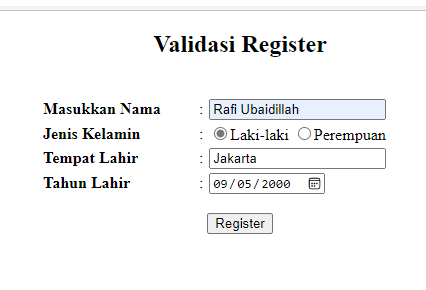 Validasi Register
Masukkan Nama : Rafi Ubaidillah
Jenis Kelamin : Laki-laki Perempuan
Tempat Lahir : Jakarta
Tahun Lahir : 09/05/2000
Register